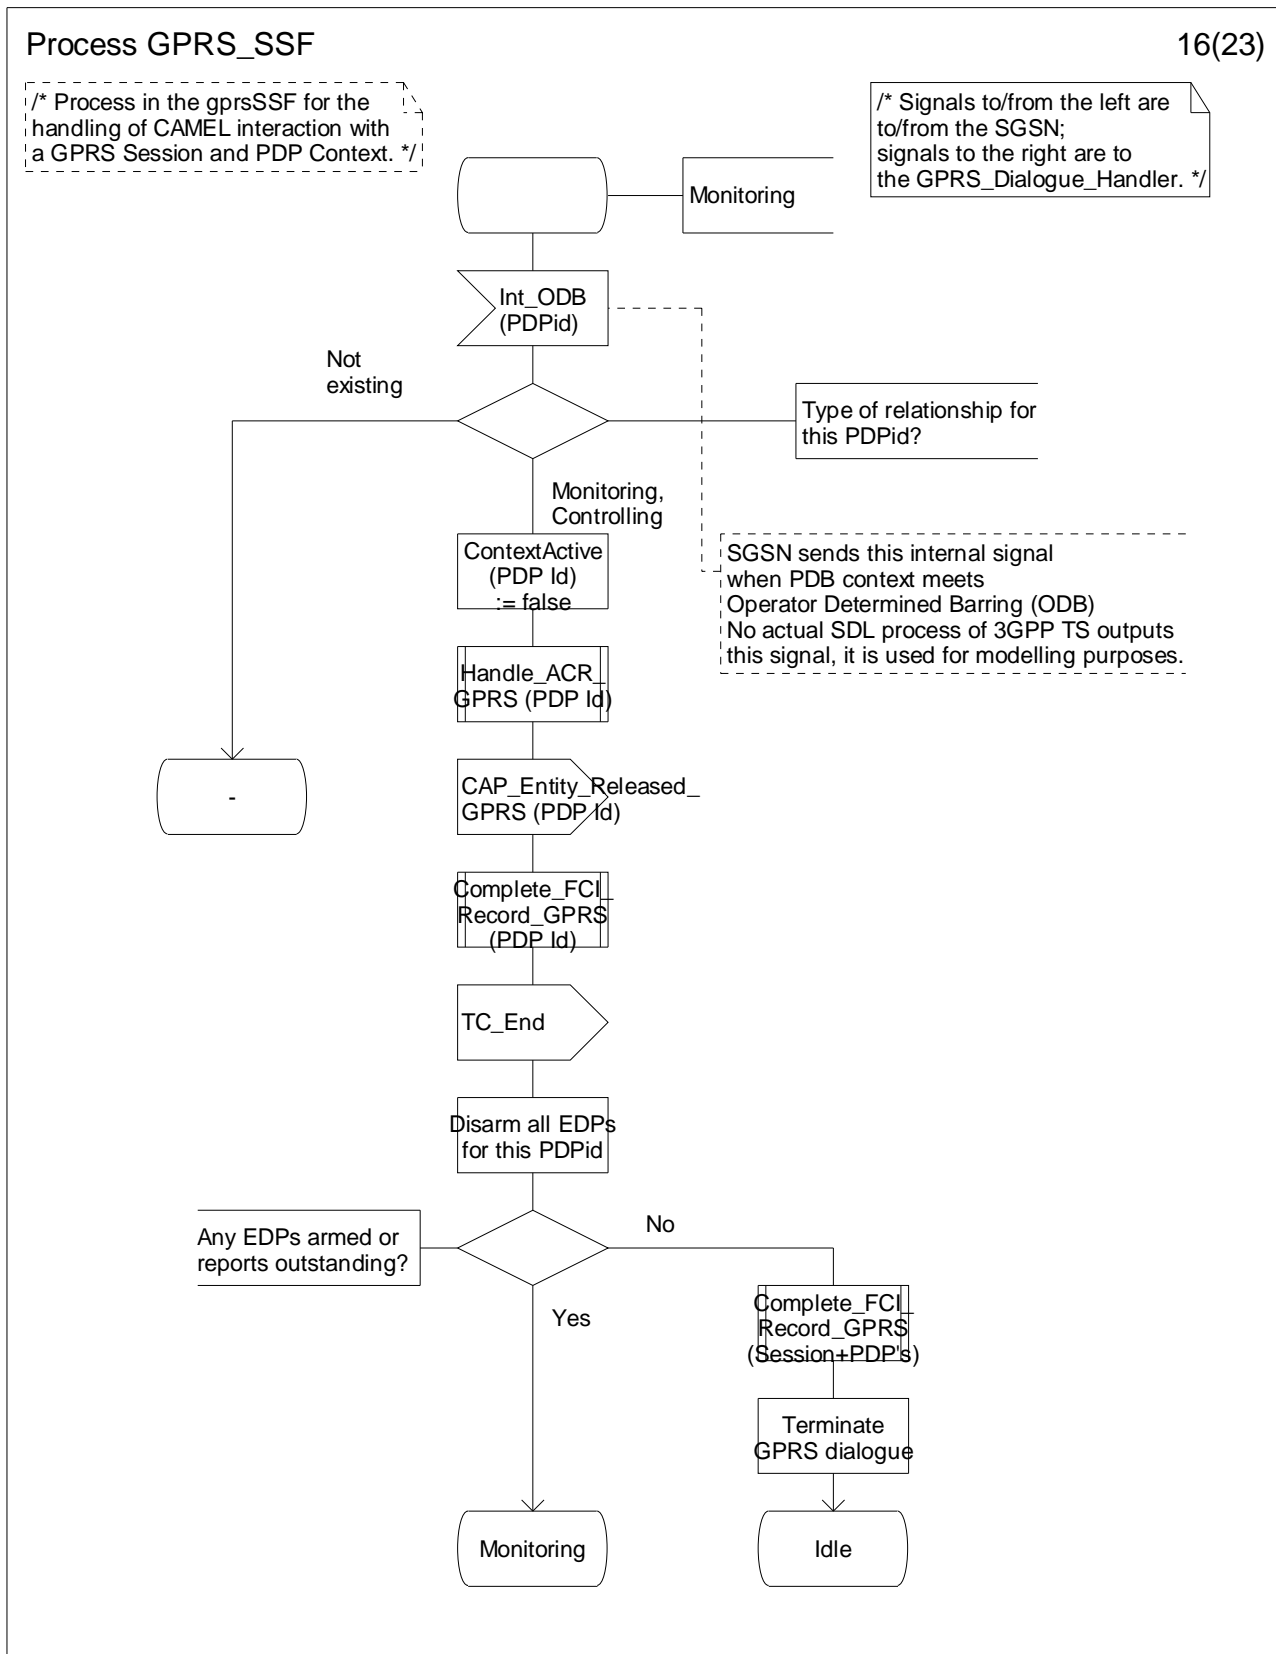 Process GPRS_SSF
16(23)
/* Process in the gprsSSF for the
handling of CAMEL interaction with
a GPRS Session and PDP Context. */
/* Signals to/from the left are
to/from the SGSN;
signals to the right are to
the GPRS_Dialogue_Handler. */
Monitoring
Int_ODB
(PDPid)
Not
existing
Type of relationship for
this PDPid?
Monitoring,
Controlling
ContextActive
(PDP Id)
:= false
SGSN sends this internal signal
when PDB context meets
Operator Determined Barring (ODB)
No actual SDL process of 3GPP TS outputs
this signal, it is used for modelling purposes.
Handle_ACR_
GPRS (PDP Id)
-
CAP_Entity_Released_
GPRS (PDP Id)
Complete_FCI_
Record_GPRS
(PDP Id)
TC_End
Disarm all EDPs
for this PDPid
Any EDPs armed or
reports outstanding?
No
Yes
Complete_FCI_
Record_GPRS
(Session+PDP's)
Terminate
GPRS dialogue
Monitoring
Idle